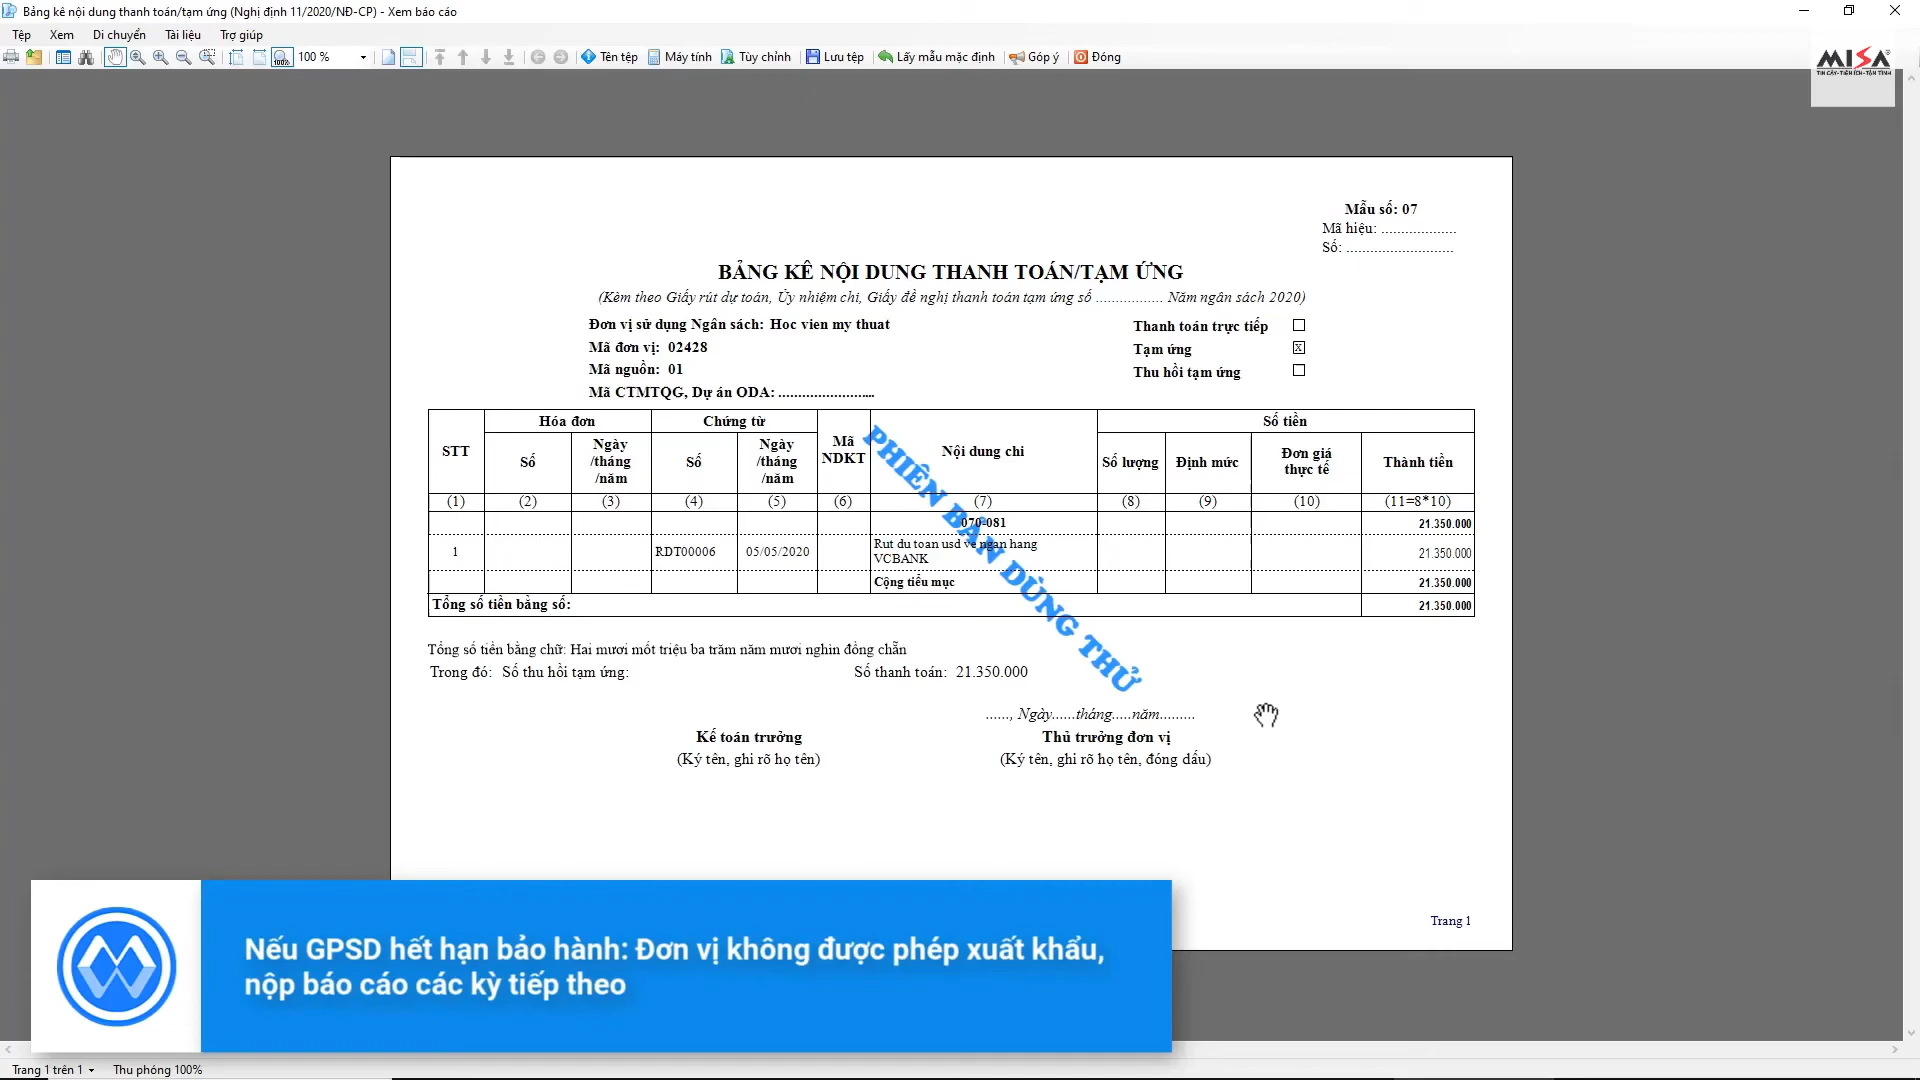 Bảng kê nội dung thanh toán/tạm ứng (Nghị định 11/2020/NĐ-CP) - Xem báo cáo
Tệp Xem Di chuyển Tài liệu Trợ giúp
100 % Tên tệp Máy tính Tùy chỉnh Lưu tệp Lấy mẫu mặc định Góp ý Đóng
MISA
TIN CẬY-TIỆN ÍCH-TẬN TÌNH
Mẫu số: 07
Mã hiệu: ...................
Số: ...........................
BẢNG KÊ NỘI DUNG THANH TOÁN/TẠM ỨNG
(Kèm theo Giấy rút dự toán, Ủy nhiệm chi, Giấy đề nghị thanh toán tạm ứng số ................. Năm ngân sách 2020)
Đơn vị sử dụng Ngân sách: Hoc vien my thuat
Thanh toán trực tiếp
Mã đơn vị: 02428
Tạm ứng X
Mã nguồn: 01
Thu hồi tạm ứng
Mã CTMTQG, Dự án ODA: ........................
STT Hóa đơn Chứng từ Mã NDKT Nội dung chi Số tiền
Số Ngày /tháng /năm Số Ngày /tháng /năm Số lượng Định mức Đơn giá thực tế Thành tiền
(1) (2) (3) (4) (5) (6) (7) (8) (9) (10) (11=8*10)
070-081 21.350.000
1 RDT00006 05/05/2020 Rut du toan usd ve ngan hang VCBANK 21.350.000
Cộng tiểu mục 21.350.000
Tổng số tiền bằng số: 21.350.000
PHIÊN BẢN DÙNG THỬ
Tổng số tiền bằng chữ: Hai mươi mốt triệu ba trăm năm mươi nghìn đồng chẵn
Trong đó: Số thu hồi tạm ứng: Số thanh toán: 21.350.000
......, Ngày......tháng.....năm.........
Kế toán trưởng Thủ trưởng đơn vị
(Ký tên, ghi rõ họ tên) (Ký tên, ghi rõ họ tên, đóng dấu)
Trang 1
Nếu GPSD hết hạn bảo hành: Đơn vị không được phép xuất khẩu,
nộp báo cáo các kỳ tiếp theo
Trang 1 trên 1 Thu phóng 100%